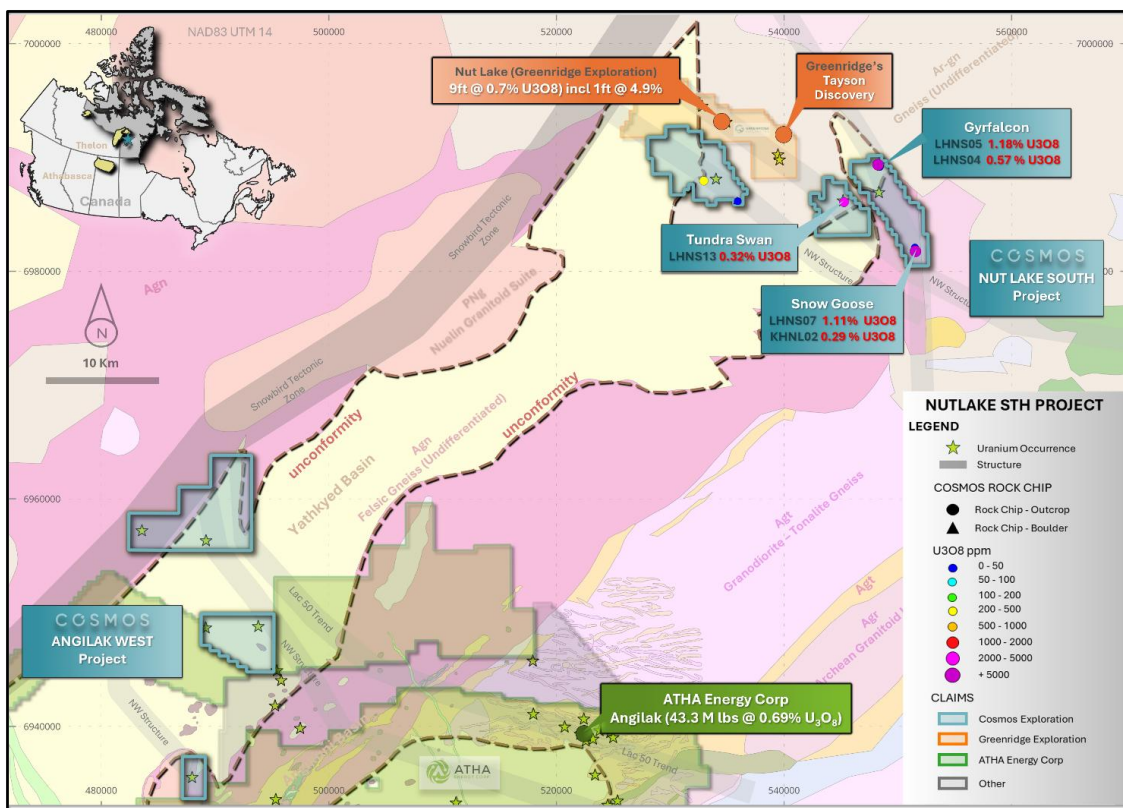 480000
NAD83 UTM 14
500000
520000
540000
560000
7000000
7000000
Thelon
Athabasca
Canada
Nut Lake (Greenridge Exploration)
9ft @ 0.7% U3O8) incl 1ft @ 4.9%
Greenridge's
Tayson
Discovery
Ar-gn
Gneiss (Undifferentiated)
Gyrfalcon
LHNS05 1.18% U3O8
LHNS04 0.57 % U3O8
Tundra Swan
LHNS13 0.32% U3O8
Snow Goose
LHNS07 1.11% U3O8
KHNL02 0.29 % U3O8
NW Structure
NW Structure
COSMOS
NUT LAKE SOUTH
Project
6980000
Agn
Snowbird Tectonic
Zone
PNg
Nuelin Granitoid Suite
N
10 Km
Snowbird Tectonic
Zone
unconformity
unconformity
Yathkyed Basin
Agn
Felsic Gneiss (Undifferentiated)
6960000
Agt
Granodiorite – Tonalite Gneiss
Agt
Agr
Archean Granitoid
Lac 50 Trend
NW Structure
COSMOS
ANGILAK WEST
Project
NW Structure
6940000
ATHA Energy Corp
Angilak (43.3 M lbs @ 0.69% U₃O₈)
Lac 50 Trend
ATHA
480000
500000
520000
540000
NUTLAKE STH PROJECT
LEGEND
Uranium Occurrence
Structure
COSMOS ROCK CHIP
Rock Chip - Outcrop
Rock Chip - Boulder
U3O8 ppm
0 - 50
50 - 100
100 - 200
200 - 500
500 - 1000
1000 - 2000
2000 - 5000
+ 5000
CLAIMS
Cosmos Exploration
Greenridge Exploration
ATHA Energy Corp
Other